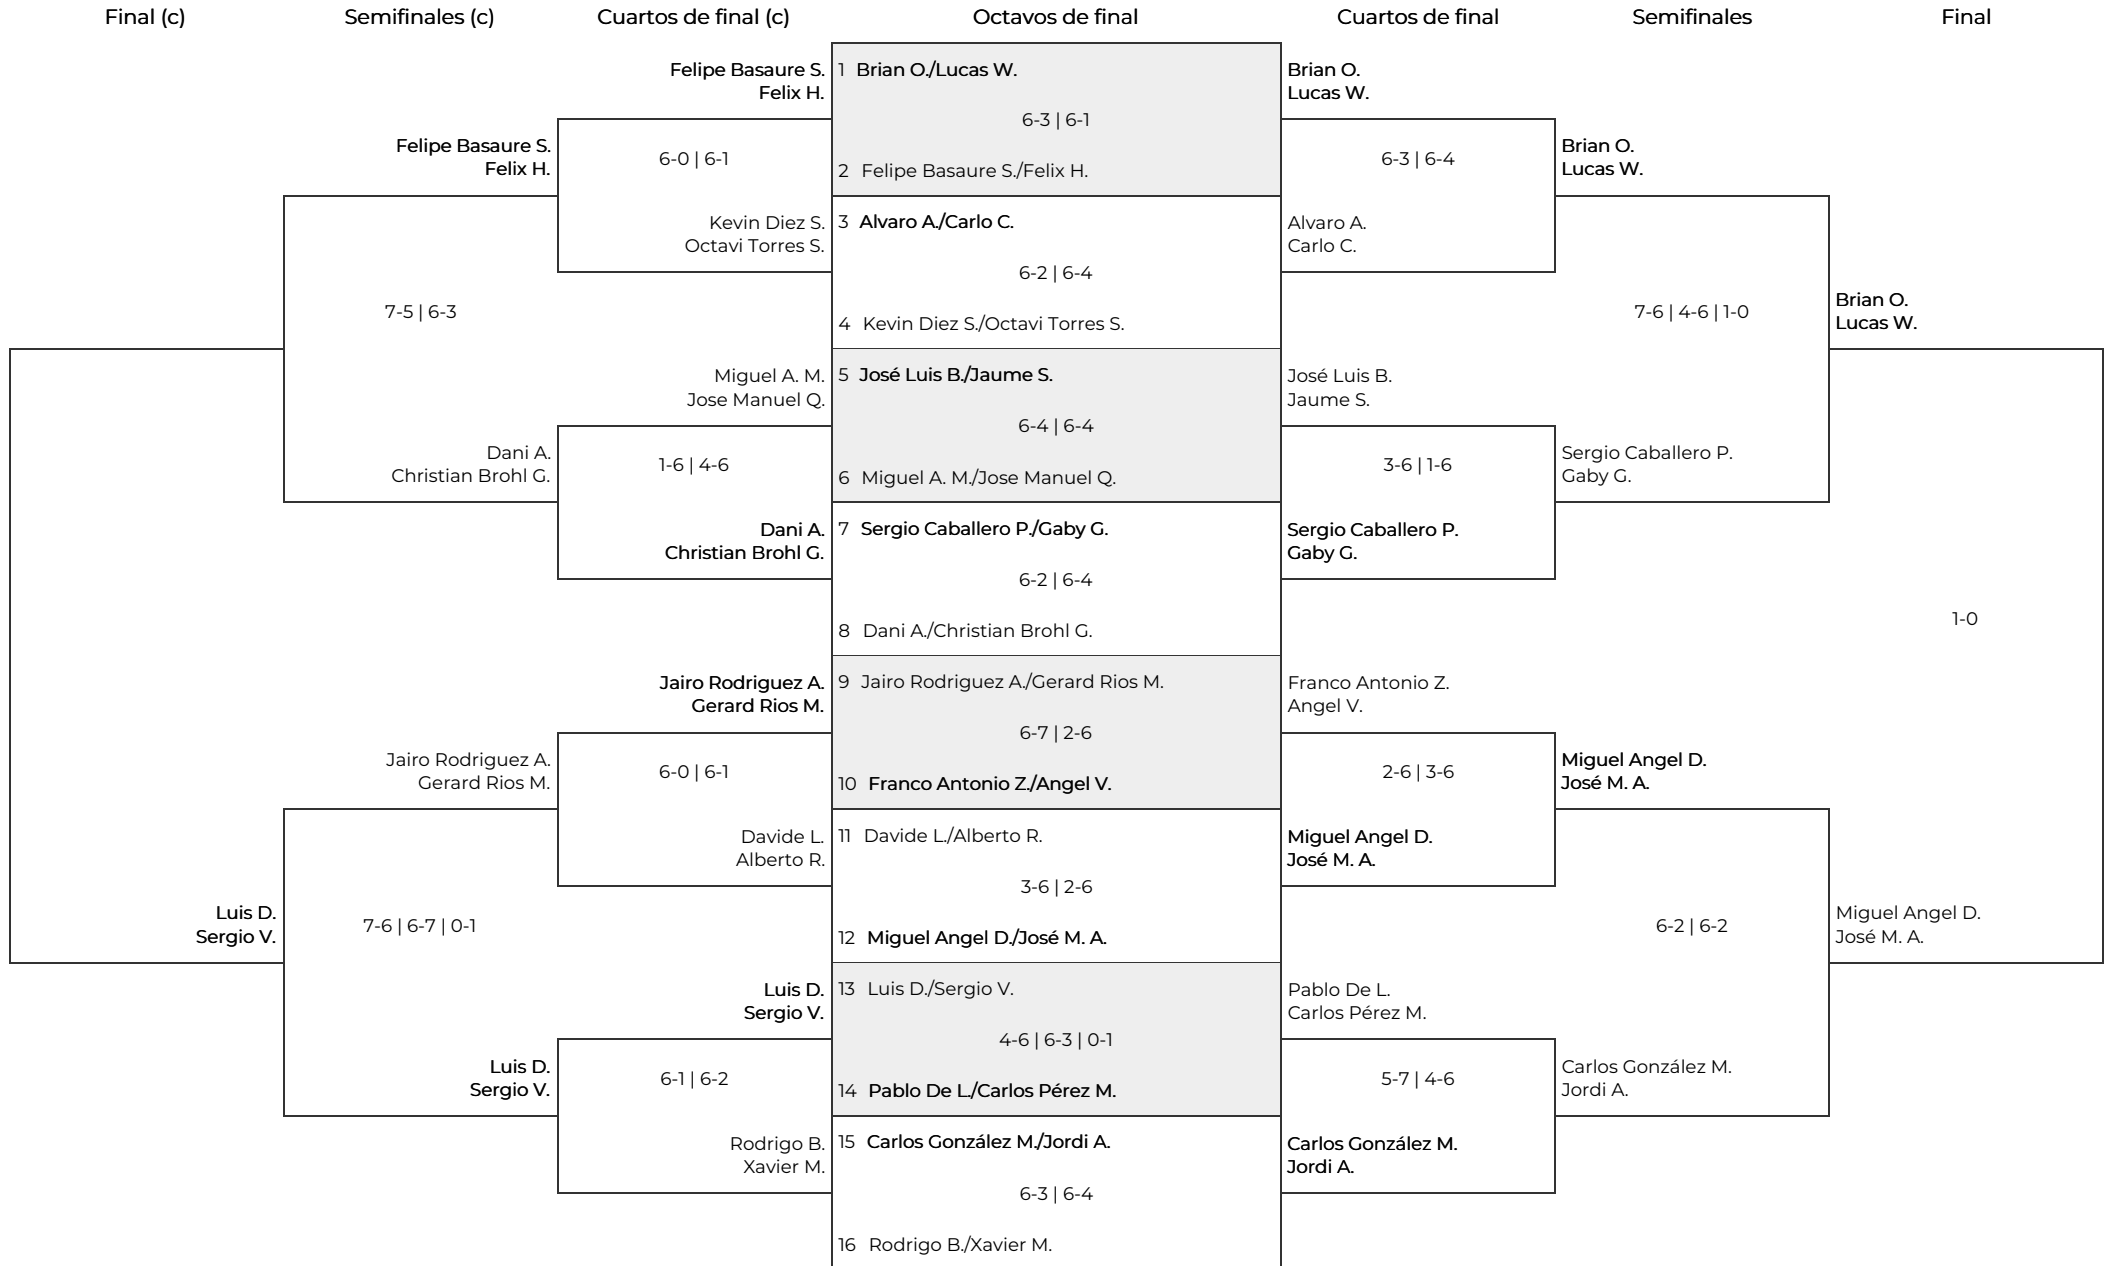 Final (c)
Semifinales (c)
Cuartos de final (c)
Octavos de final
Cuartos de final
Semifinales
Final
Luis D.
Sergio V.
Felipe Basaure S.
Felix H.
7-5 | 6-3
Dani A.
Christian Brohl G.
Jairo Rodriguez A.
Gerard Rios M.
7-6 | 6-7 | 0-1
Luis D.
Sergio V.
Felipe Basaure S.
Felix H.
6-0 | 6-1
Kevin Diez S.
Octavi Torres S.
Miguel A. M.
Jose Manuel Q.
1-6 | 4-6
Dani A.
Christian Brohl G.
Jairo Rodriguez A.
Gerard Rios M.
6-0 | 6-1
Davide L.
Alberto R.
Luis D.
Sergio V.
6-1 | 6-2
Rodrigo B.
Xavier M.
1 Brian O./Lucas W.
6-3 | 6-1
2 Felipe Basaure S./Felix H.
3 Alvaro A./Carlo C.
6-2 | 6-4
4 Kevin Diez S./Octavi Torres S.
5 José Luis B./Jaume S.
6-4 | 6-4
6 Miguel A. M./Jose Manuel Q.
7 Sergio Caballero P./Gaby G.
6-2 | 6-4
8 Dani A./Christian Brohl G.
9 Jairo Rodriguez A./Gerard Rios M.
6-7 | 2-6
10 Franco Antonio Z./Angel V.
11 Davide L./Alberto R.
3-6 | 2-6
12 Miguel Angel D./José M. A.
13 Luis D./Sergio V.
4-6 | 6-3 | 0-1
14 Pablo De L./Carlos Pérez M.
15 Carlos González M./Jordi A.
6-3 | 6-4
16 Rodrigo B./Xavier M.
Brian O.
Lucas W.
6-3 | 6-4
Alvaro A.
Carlo C.
José Luis B.
Jaume S.
3-6 | 1-6
Sergio Caballero P.
Gaby G.
Franco Antonio Z.
Angel V.
2-6 | 3-6
Miguel Angel D.
José M. A.
Pablo De L.
Carlos Pérez M.
5-7 | 4-6
Carlos González M.
Jordi A.
Brian O.
Lucas W.
7-6 | 4-6 | 1-0
Sergio Caballero P.
Gaby G.
Miguel Angel D.
José M. A.
6-2 | 6-2
Carlos González M.
Jordi A.
Brian O.
Lucas W.
1-0
Miguel Angel D.
José M. A.